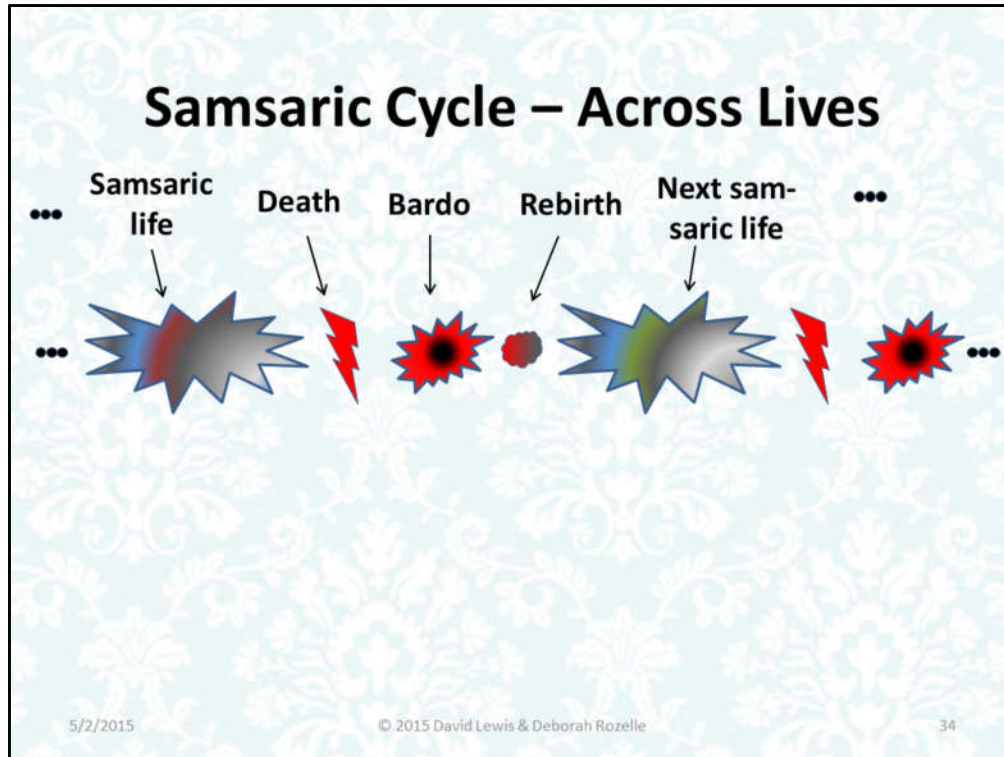 Samsaric Cycle – Across Lives
Samsaric
life
Death
Bardo
Rebirth
Next sam-
saric life
•••
•••
•••
•••
5/2/2015
© 2015 David Lewis & Deborah Rozelle
34